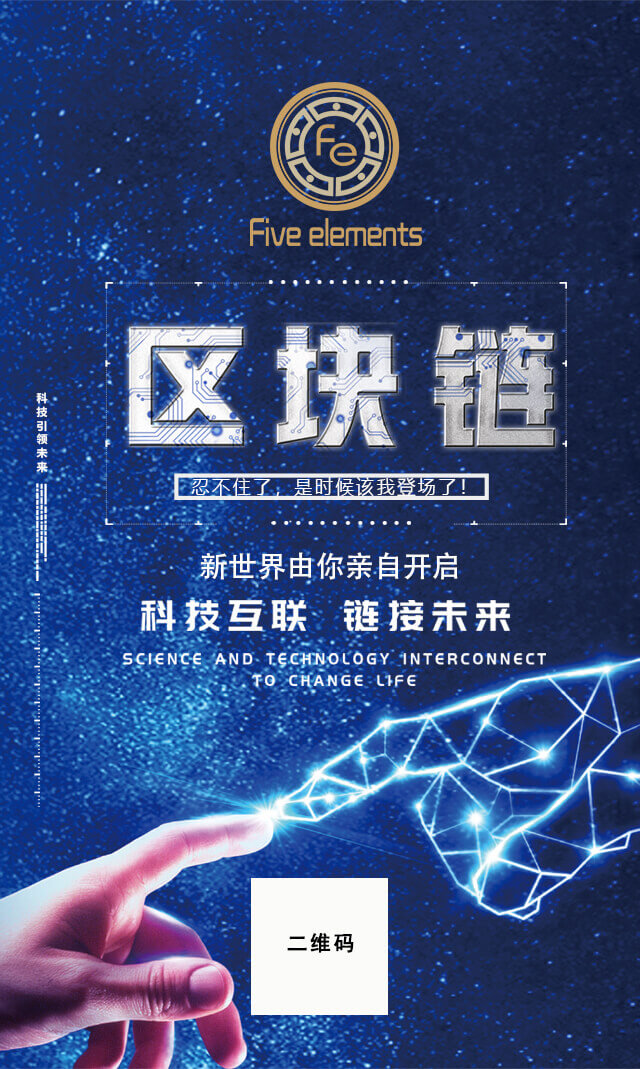 Fe
Five elements
区块链
忍不住了，是时候该我登场了！
科技引领未来
新世界由你亲自开启
科技互联 链接未来
SCIENCE AND TECHNOLOGY INTERCONNECT
TO CHANGE LIFE
二维码